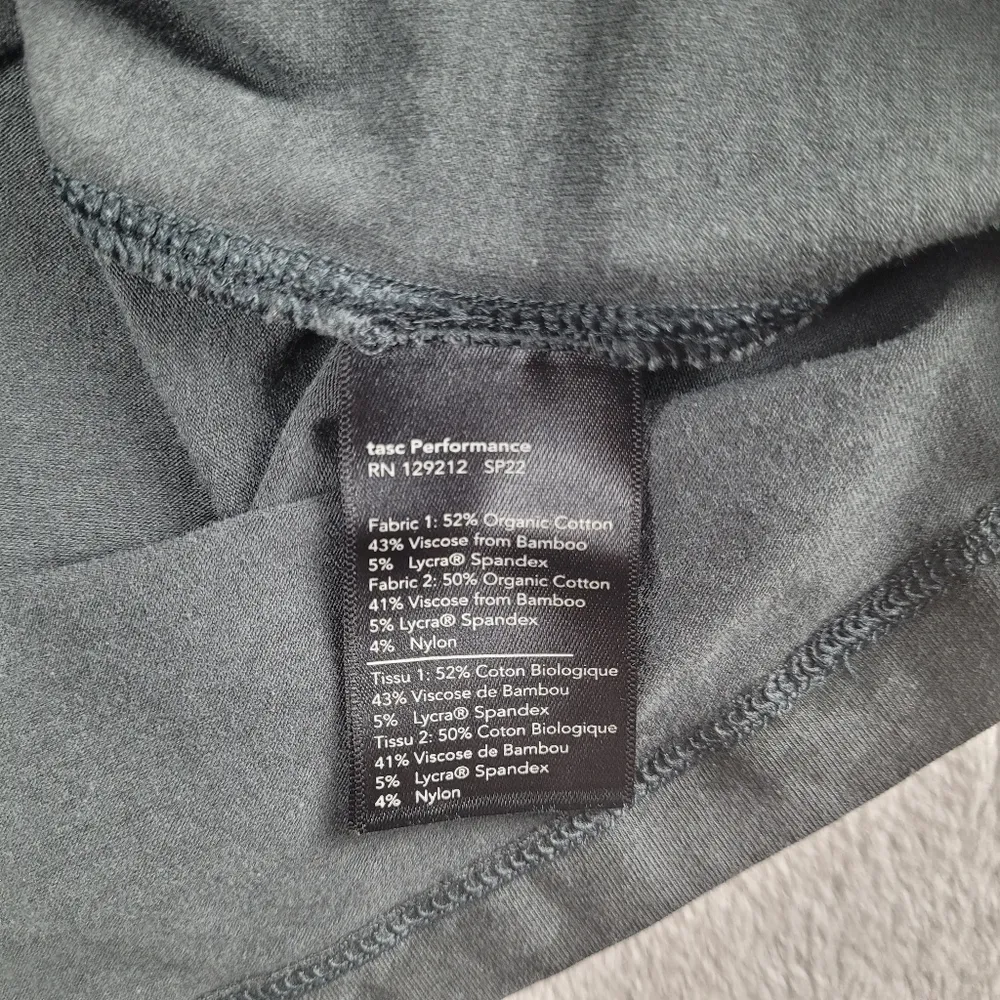 tasc Performance
RN 129212 SP22
Fabric 1: 52% Organic Cotton
43% Viscose from Bamboo
5% Lycra® Spandex
Fabric 2: 50% Organic Cotton
41% Viscose from Bamboo
5% Lycra® Spandex
4% Nylon
Tissu 1: 52% Coton Biologique
43% Viscose de Bambou
5% Lycra® Spandex
Tissu 2: 50% Coton Biologique
41% Viscose de Bambou
5% Lycra® Spandex
4% Nylon